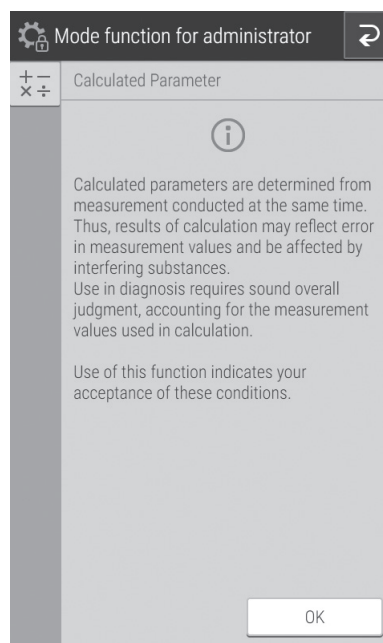 Mode function for administrator
Calculated Parameter
Calculated parameters are determined from
measurement conducted at the same time.
Thus, results of calculation may reflect error
in measurement values and be affected by
interfering substances.
Use in diagnosis requires sound overall
judgment, accounting for the measurement
values used in calculation.
Use of this function indicates your
acceptance of these conditions.
OK